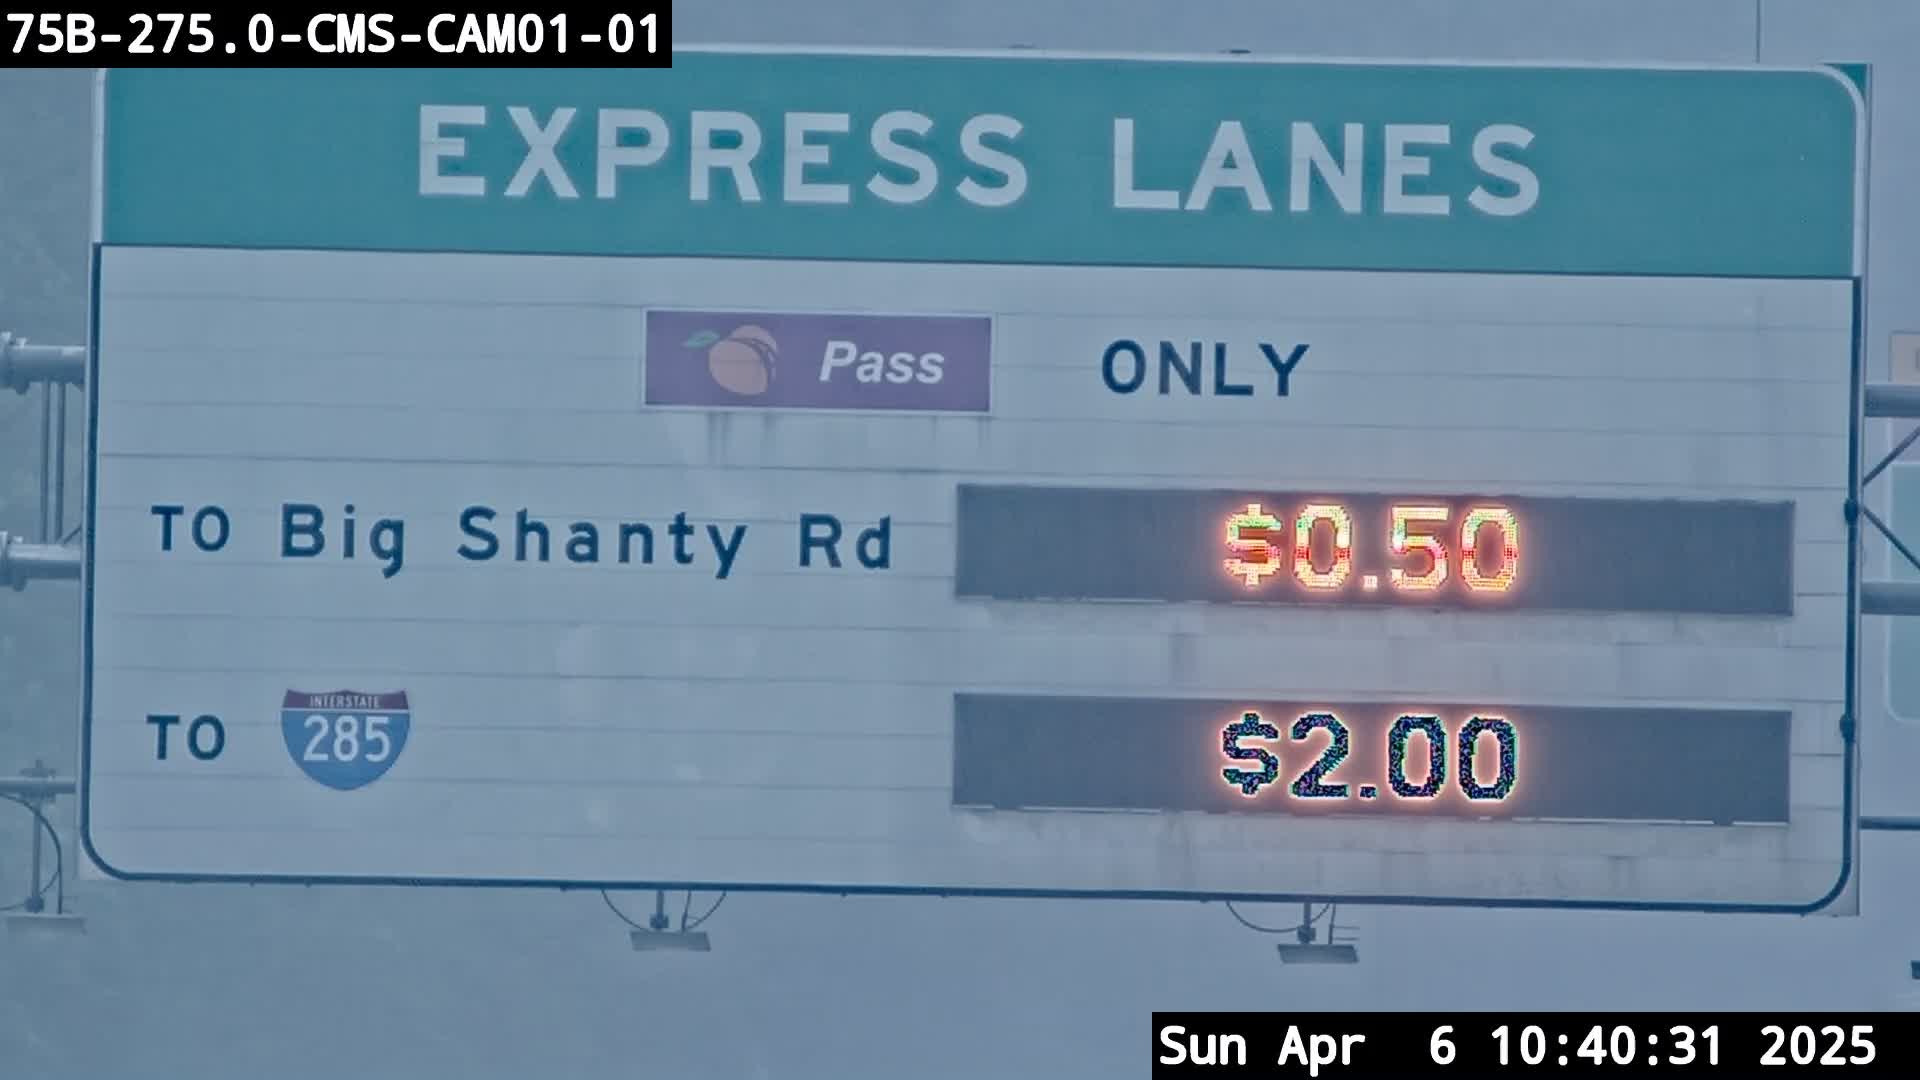 75B-275.0-CMS-CAM01-01
EXPRESS LANES
Pass ONLY
TO Big Shanty Rd $0.50
TO INTERSTATE 285 $2.00
Sun Apr 6 10:40:31 2025